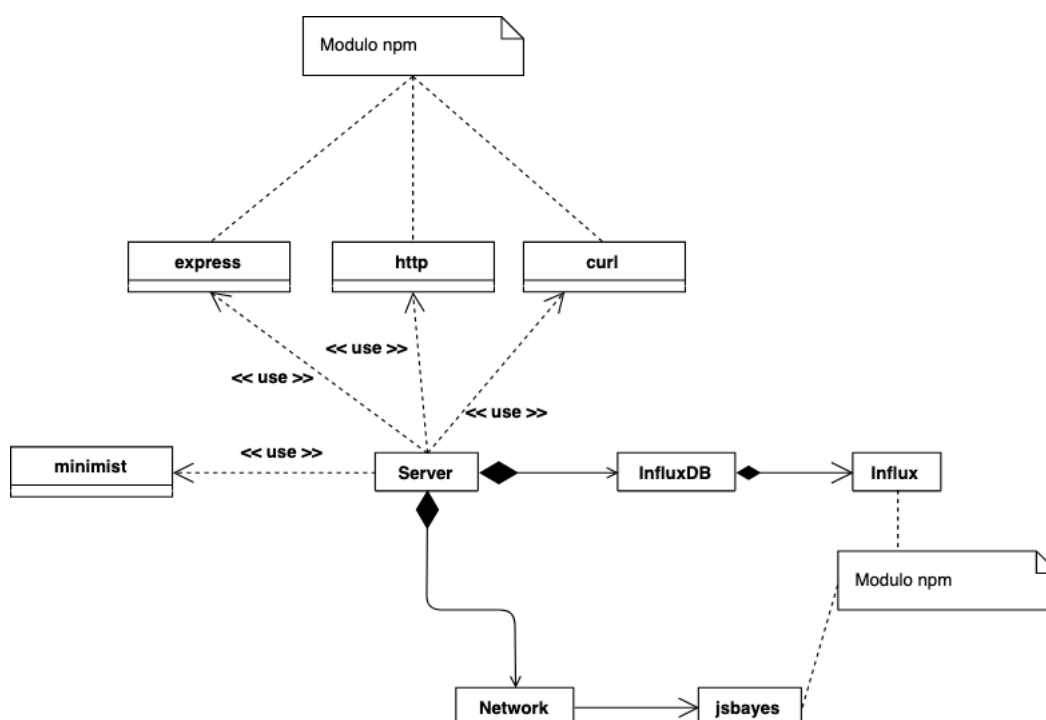 Modulo npm
express
http
curl
<< use >>
<< use >>
<< use >>
<< use >>
minimist
Server
InfluxDB
Influx
Modulo npm
Network
jsbayes